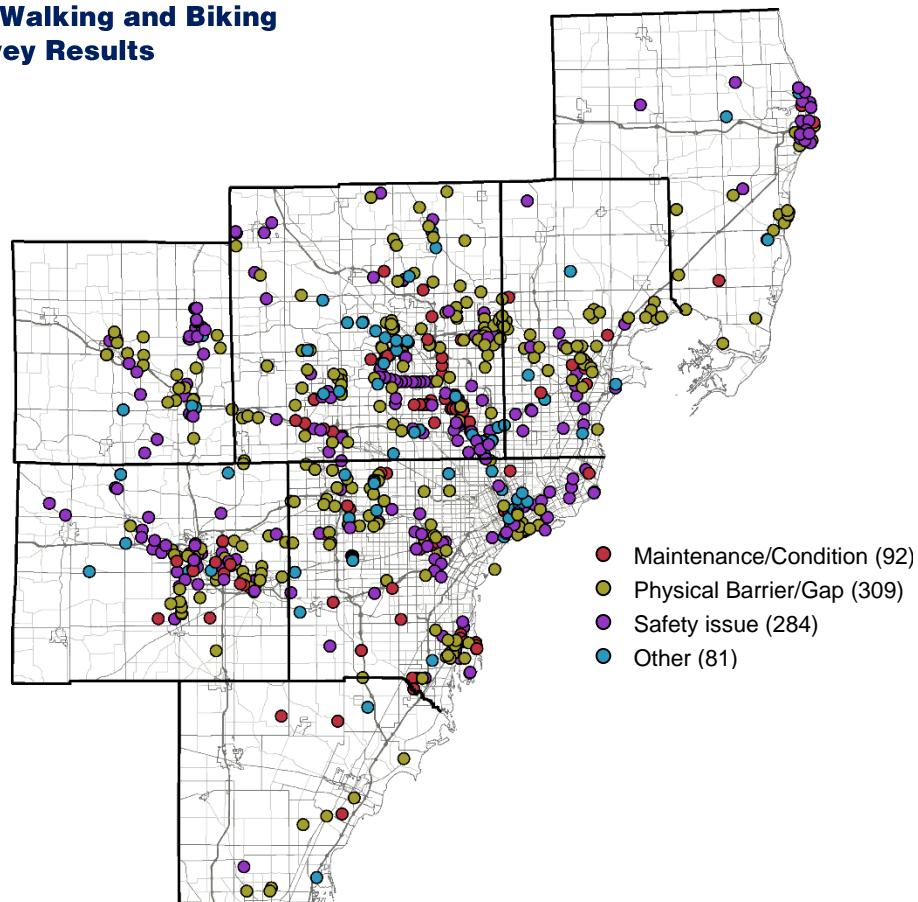 Walking and Biking
vey Results
Maintenance/Condition (92)
Physical Barrier/Gap (309)
Safety issue (284)
Other (81)